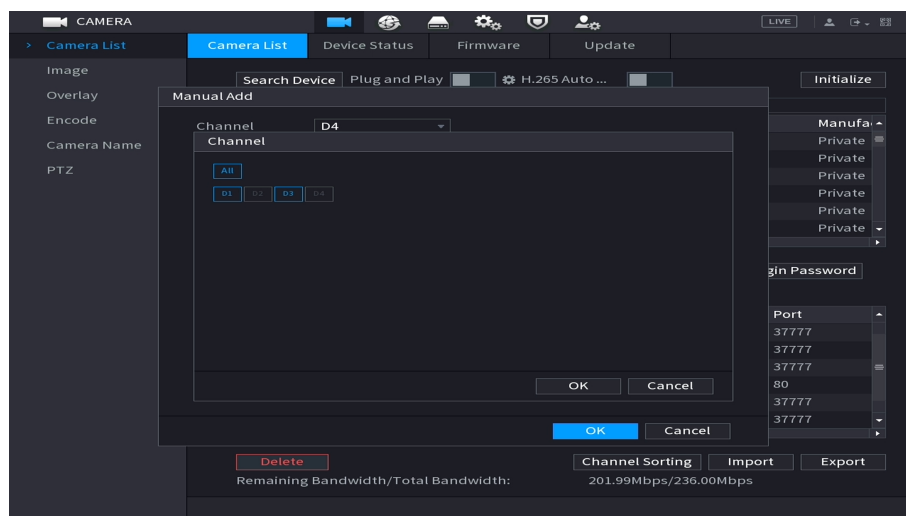 CAMERA
LIVE
> Camera List
Camera List Device Status Firmware Update
Image
Overlay
Encode
Camera Name
PTZ
Search Device Plug and Play H.265 Auto ... Initialize
Manual Add
Channel D4
Manufa
Channel
Private
Private
All
Private
D1 D2 D3 D4
Private
Private
Private
gin Password
Port
37777
37777
37777
80
OK Cancel
37777
37777
OK Cancel
Delete Channel Sorting Import Export
Remaining Bandwidth/Total Bandwidth: 201.99Mbps/236.00Mbps